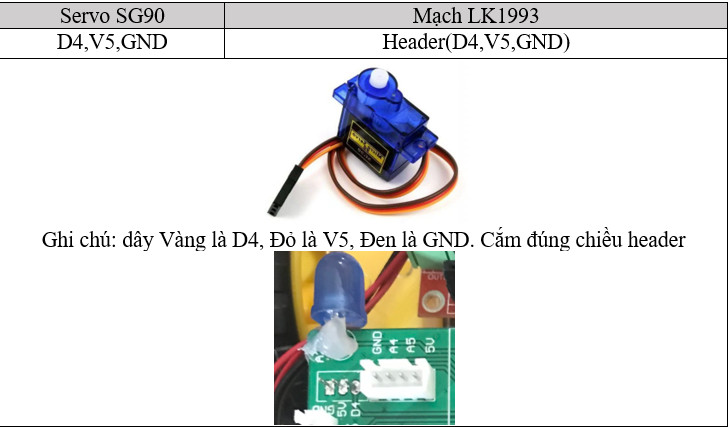 Servo SG90 Mạch LK1993
D4,V5,GND Header(D4,V5,GND)
Ghi chú: dây Vàng là D4, Đỏ là V5, Đen là GND. Cắm đúng chiều header
GND
A4
A5
5V
5V
D4